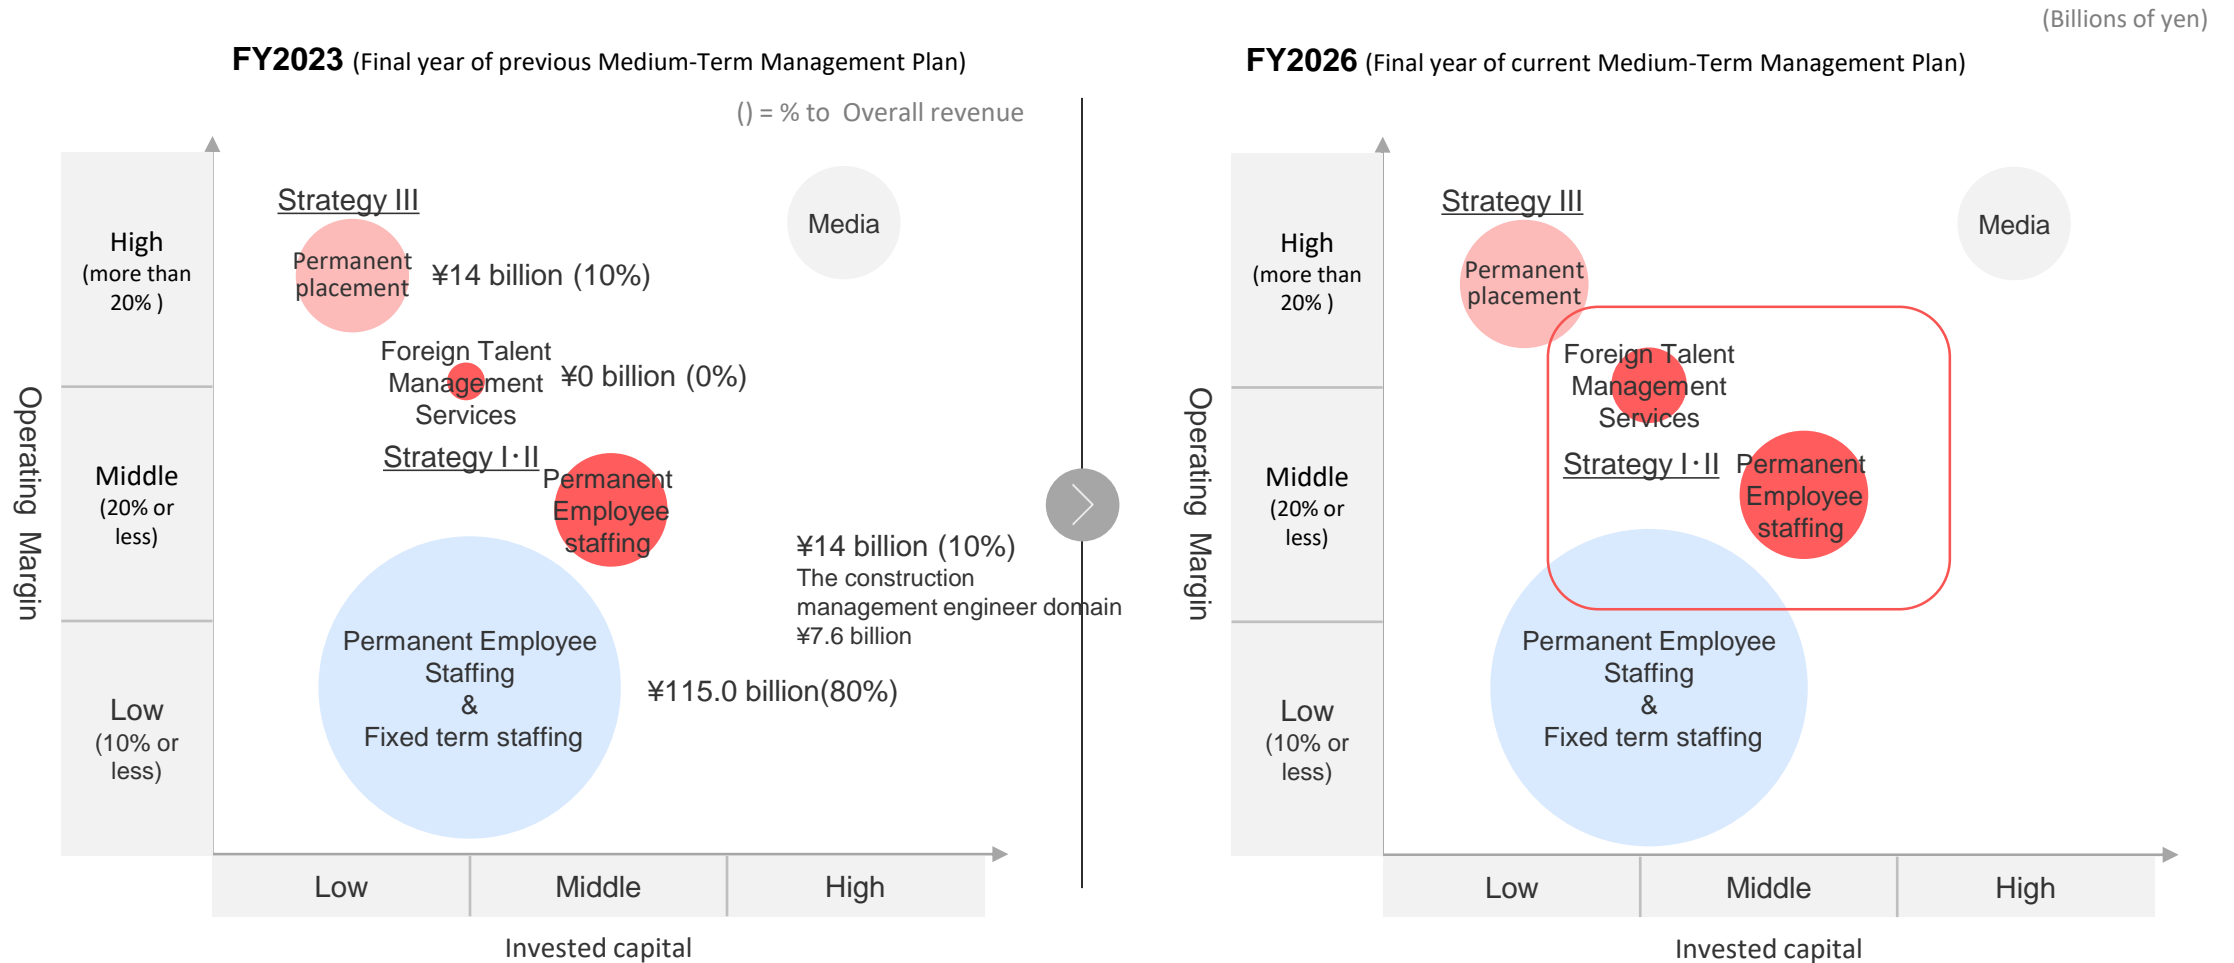 (Billions of yen)
FY2023 (Final year of previous Medium-Term Management Plan)
() = % to Overall revenue
Operating Margin
High
(more than
20% )
Middle
(20% or
less)
Low
(10% or
less)
Strategy III
Permanent
placement
¥14 billion (10%)
Media
Foreign Talent
Management
Services
¥0 billion (0%)
Strategy I・II
Permanent
Employee
staffing
¥14 billion (10%)
The construction
management engineer domain
¥7.6 billion
Permanent Employee
Staffing
&
Fixed term staffing
¥115.0 billion(80%)
Low
Middle
High
Invested capital
FY2026 (Final year of current Medium-Term Management Plan)
Operating Margin
High
(more than
20% )
Middle
(20% or
less)
Low
(10% or
less)
Strategy III
Permanent
placement
Media
Foreign Talent
Management
Services
Strategy I・II
Permanent
Employee
staffing
Permanent Employee
Staffing
&
Fixed term staffing
Low
Middle
High
Invested capital